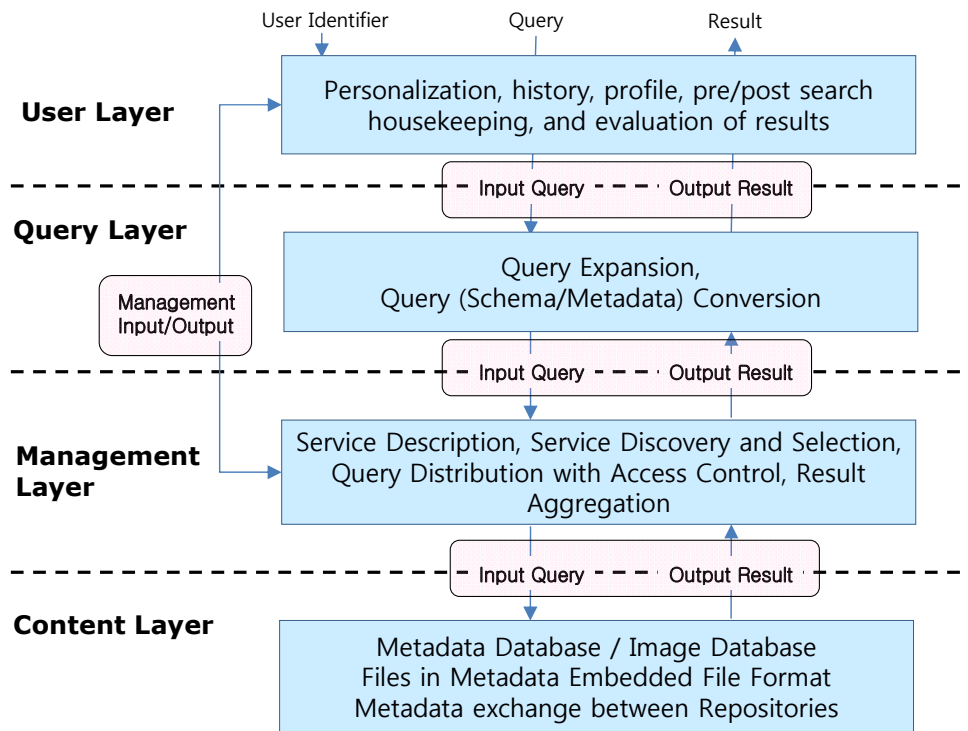 User Identifier
Query
Result
User Layer
Personalization, history, profile, pre/post search
housekeeping, and evaluation of results
Input Query
Output Result
Query Layer
Query Expansion,
Query (Schema/Metadata) Conversion
Management
Input/Output
Input Query
Output Result
Management
Layer
Service Description, Service Discovery and Selection,
Query Distribution with Access Control, Result
Aggregation
Input Query
Output Result
Content Layer
Metadata Database / Image Database
Files in Metadata Embedded File Format
Metadata exchange between Repositories